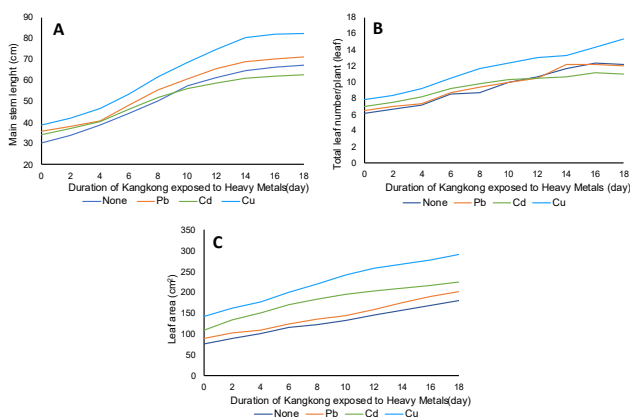 A
Main stem lenght (cm)
90
80
70
60
50
40
30
20
0 2 4 6 8 10 12 14 16 18
Duration of Kangkong exposed to Heavy Metals(day)
None Pb Cd Cu
B
Total leaf number/plant (leaf)
18
16
14
12
10
8
6
4
2
0
0 2 4 6 8 10 12 14 16 18
Duration of Kangkong exposed to Heavy Metals (day)
None Pb Cd Cu
C
Leaf area (cm²)
350
300
250
200
150
100
50
0
0 2 4 6 8 10 12 14 16 18
Duration of Kangkong exposed to Heavy Metals (day)
None Pb Cd Cu